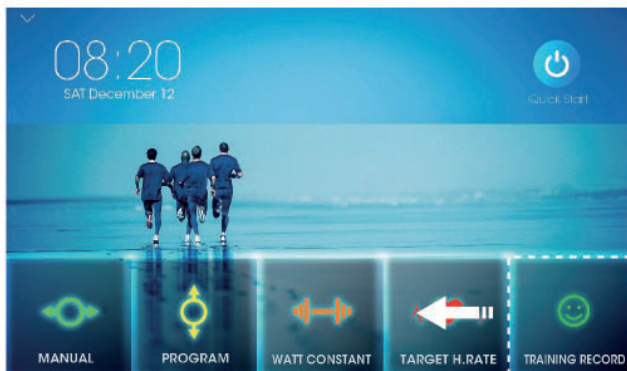 08:20
SAT December 12
Quick Start
MANUAL
PROGRAM
WATT CONSTANT
TARGET H.RATE
TRAINING RECORD